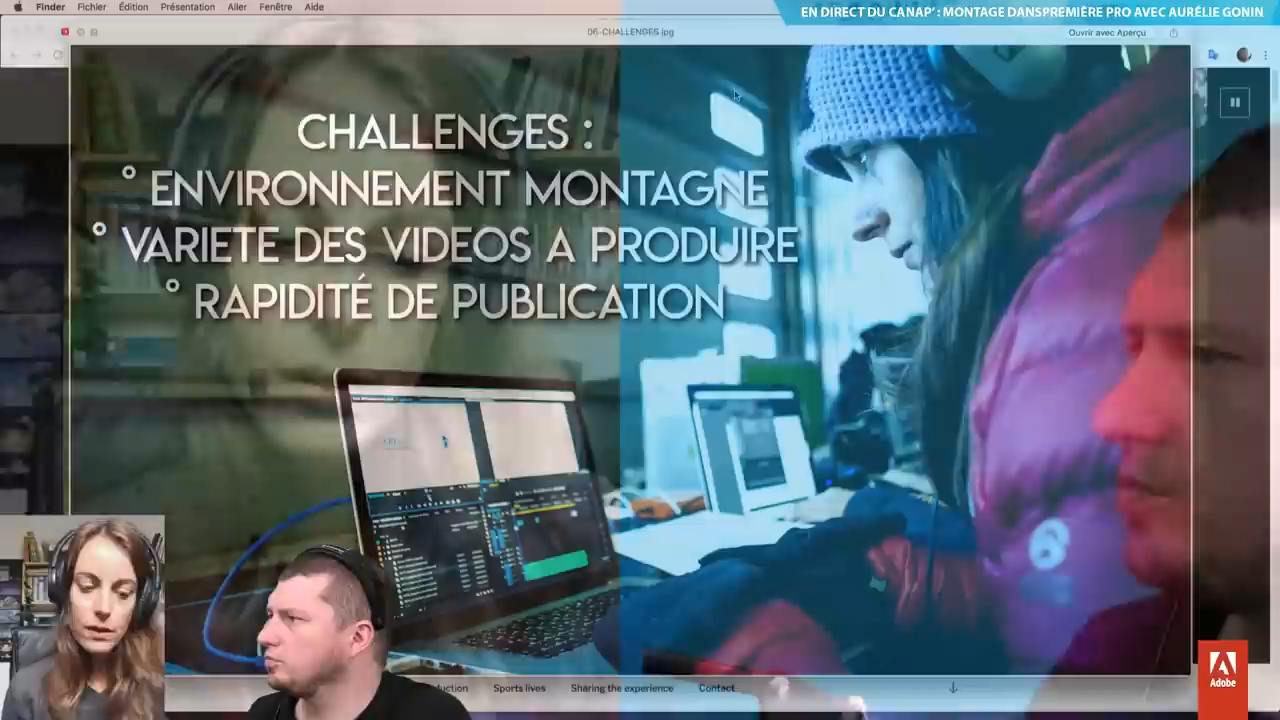 Finder Fichier Édition Présentation Aller Fenêtre Aide
EN DIRECT DU CANAP' : MONTAGE DANSPREMIÈRE PRO AVEC AURÉLIE GONIN
06-CHALLENGES.jpg
Ouvrir avec Aperçu
CHALLENGES :
° ENVIRONNEMENT MONTAGNE
° VARIETE DES VIDEOS A PRODUIRE
° RAPIDITÉ DE PUBLICATION
Sports lives Sharing the experience Contact
Adobe